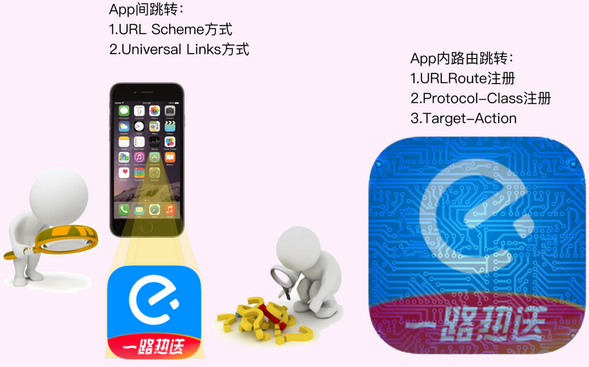 App间跳转：
1.URL Scheme方式
2.Universal Links方式
App内路由跳转：
1.URLRoute注册
2.Protocol-Class注册
3.Target-Action
一路热送
一路热送